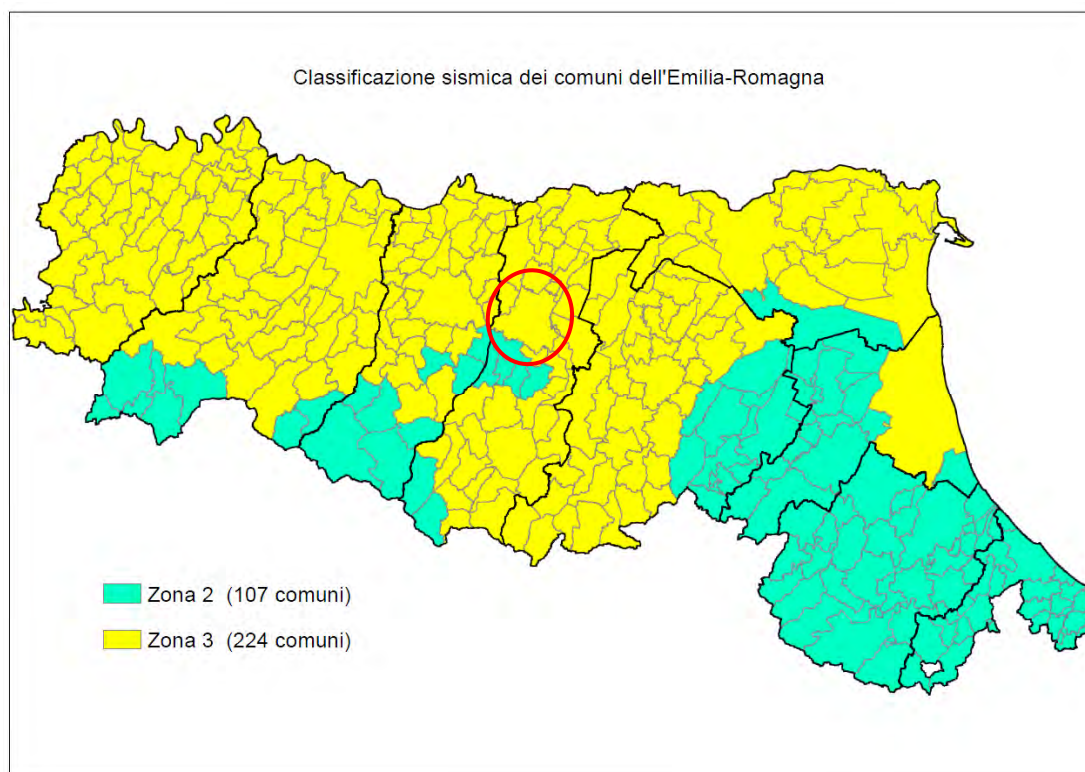 Classificazione sismica dei comuni dell'Emilia-Romagna
Zona 2 (107 comuni)
Zona 3 (224 comuni)